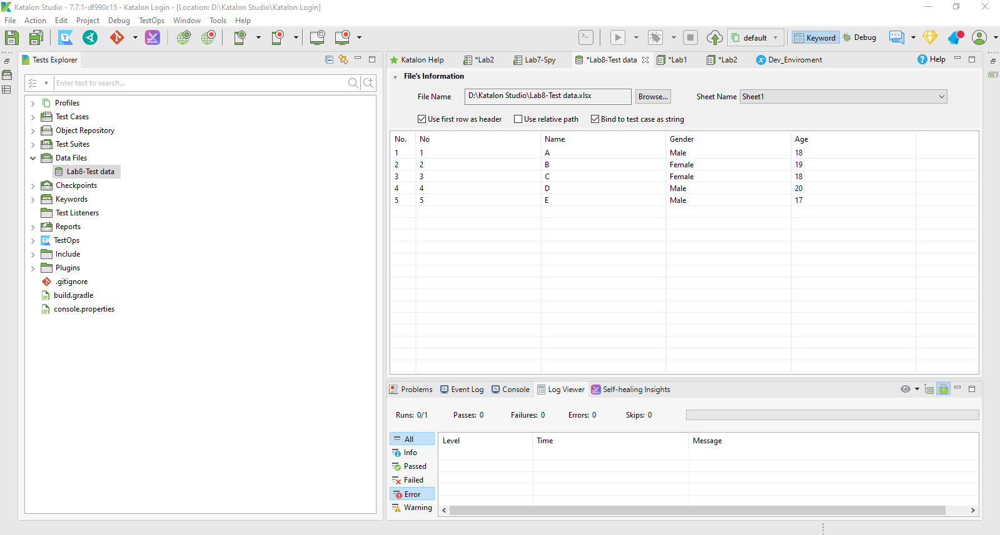 Katalon Studio - 7.7.1-df990c15 - Katalon Login - [Location: D:\Katalon Studio\Katalon Login]
File Action Edit Project Debug TestOps Window Tools Help
default Keyword Debug
Tests Explorer
Enter text to search...
Profiles
Test Cases
Object Repository
Test Suites
Data Files
Lab8-Test data
Checkpoints
Keywords
Test Listeners
Reports
TestOps
Include
Plugins
.gitignore
build.gradle
console.properties
Katalon Help *Lab2 Lab7-Spy *Lab8-Test data *Lab1 *Lab2 Dev_Enviroment Help
File's Information
File Name D:\Katalon Studio\Lab8-Test data.xlsx Browse... Sheet Name Sheet1
Use first row as header Use relative path Bind to test case as string
No. No Name Gender Age
1 1 A Male 18
2 2 B Female 19
3 3 C Female 18
4 4 D Male 20
5 5 E Male 17
Problems Event Log Console Log Viewer Self-healing Insights
Runs: 0/1 Passes: 0 Failures: 0 Errors: 0 Skips: 0
All
Info
Passed
Failed
Error
Warning
Level Time Message